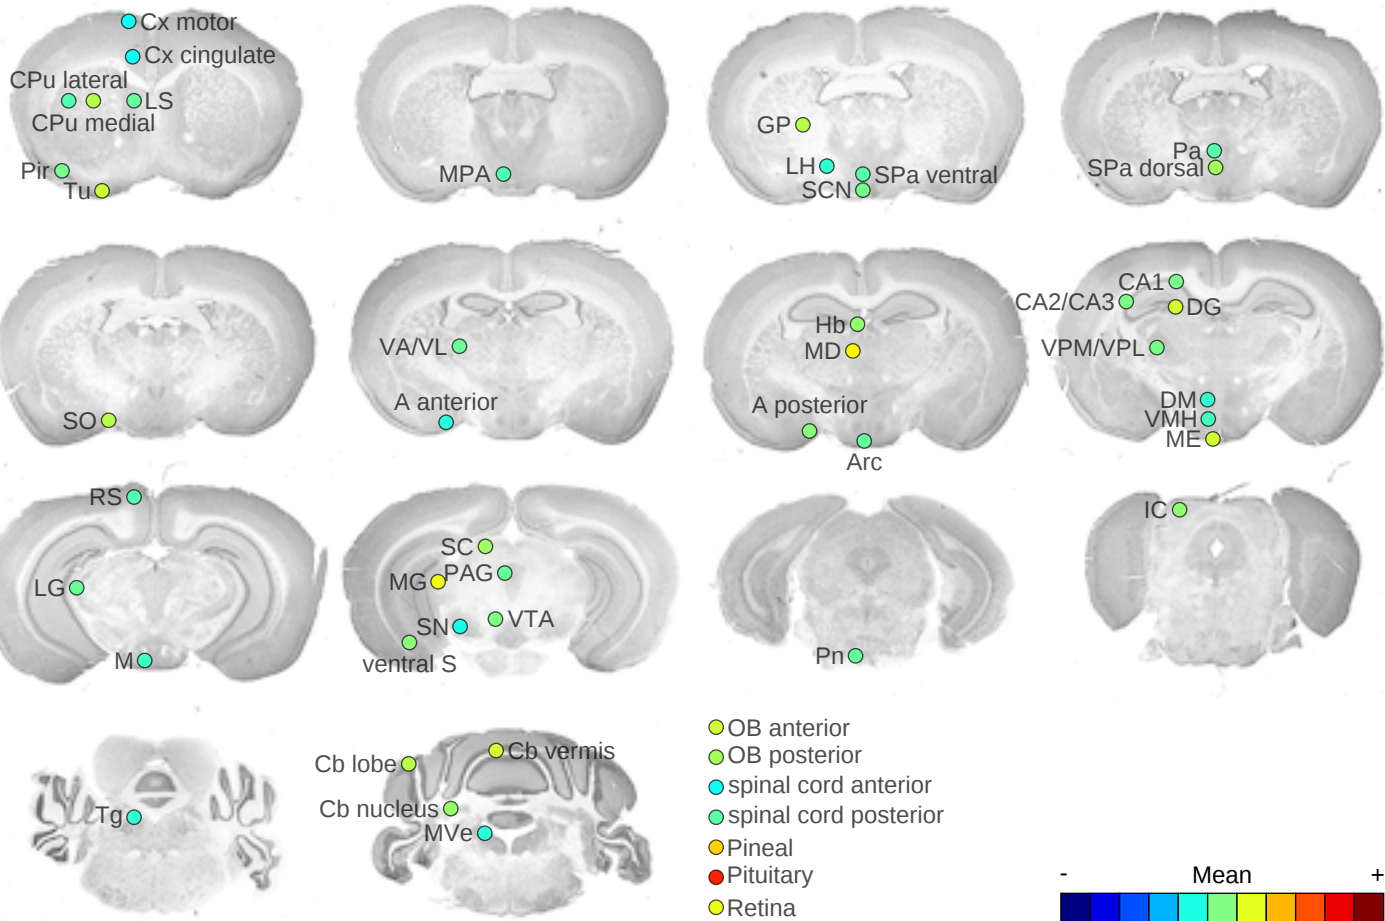 Cx motor
Cx cingulate
CPu lateral
LS
CPu medial
Pir
Tu
MPA
GP
LH
SPa ventral
SCN
Pa
SPa dorsal
SO
VA/VL
A anterior
Hb
MD
A posterior
Arc
CA1
CA2/CA3
DG
VPM/VPL
DM
VMH
ME
RS
LG
M
SC
PAG
MG
VTA
SN
ventral S
Pn
IC
Tg
Cb lobe
Cb vermis
Cb nucleus
MVe
OB anterior
OB posterior
spinal cord anterior
spinal cord posterior
Pineal
Pituitary
Retina
- Mean +